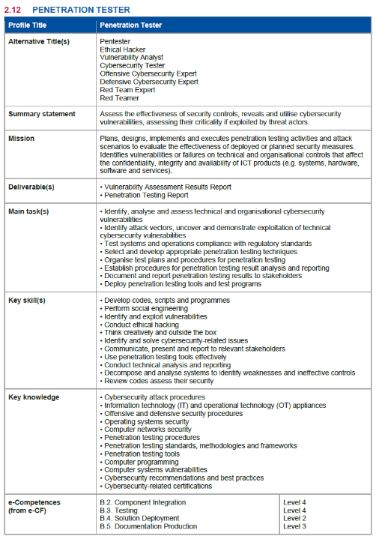 2.12 PENETRATION TESTER
Profile Title Penetration Tester
Alternative Title(s) Pentester
Ethical Hacker
Vulnerability Analyst
Cybersecurity Tester
Offensive Cybersecurity Expert
Defensive Cybersecurity Expert
Red Team Expert
Red Teamer
Summary statement Assess the effectiveness of security controls, reveals and utilise cybersecurity
vulnerabilities, assessing their criticality if exploited by threat actors.
Mission Plans, designs, implements and executes penetration testing activities and attack
scenarios to evaluate the effectiveness of deployed or planned security measures.
Identifies vulnerabilities or failures on technical and organisational controls that affect
the confidentiality, integrity and availability of ICT products (e.g. systems, hardware,
software and services).
Deliverable(s) • Vulnerability Assessment Results Report
• Penetration Testing Report
Main task(s) • Identify, analyse and assess technical and organisational cybersecurity
vulnerabilities
• Identify attack vectors, uncover and demonstrate exploitation of technical
cybersecurity vulnerabilities
• Test systems and operations compliance with regulatory standards
• Select and develop appropriate penetration testing techniques
• Organise test plans and procedures for penetration testing
• Establish procedures for penetration testing result analysis and reporting
• Document and report penetration testing results to stakeholders
• Deploy penetration testing tools and test programs
Key skill(s) • Develop codes, scripts and programmes
• Perform social engineering
• Identify and exploit vulnerabilities
• Conduct ethical hacking
• Think creatively and outside the box
• Identify and solve cybersecurity-related issues
• Communicate, present and report to relevant stakeholders
• Use penetration testing tools effectively
• Conduct technical analysis and reporting
• Decompose and analyse systems to identify weaknesses and ineffective controls
• Review codes assess their security
Key knowledge • Cybersecurity attack procedures
• Information technology (IT) and operational technology (OT) appliances
• Offensive and defensive security procedures
• Operating systems security
• Computer networks security
• Penetration testing procedures
• Penetration testing standards, methodologies and frameworks
• Penetration testing tools
• Computer programming
• Computer systems vulnerabilities
• Cybersecurity recommendations and best practices
• Cybersecurity-related certifications
e-Competences B.2. Component Integration Level 4
(from e-CF) B.3. Testing Level 4
B.4. Solution Deployment Level 2
B.5. Documentation Production Level 3